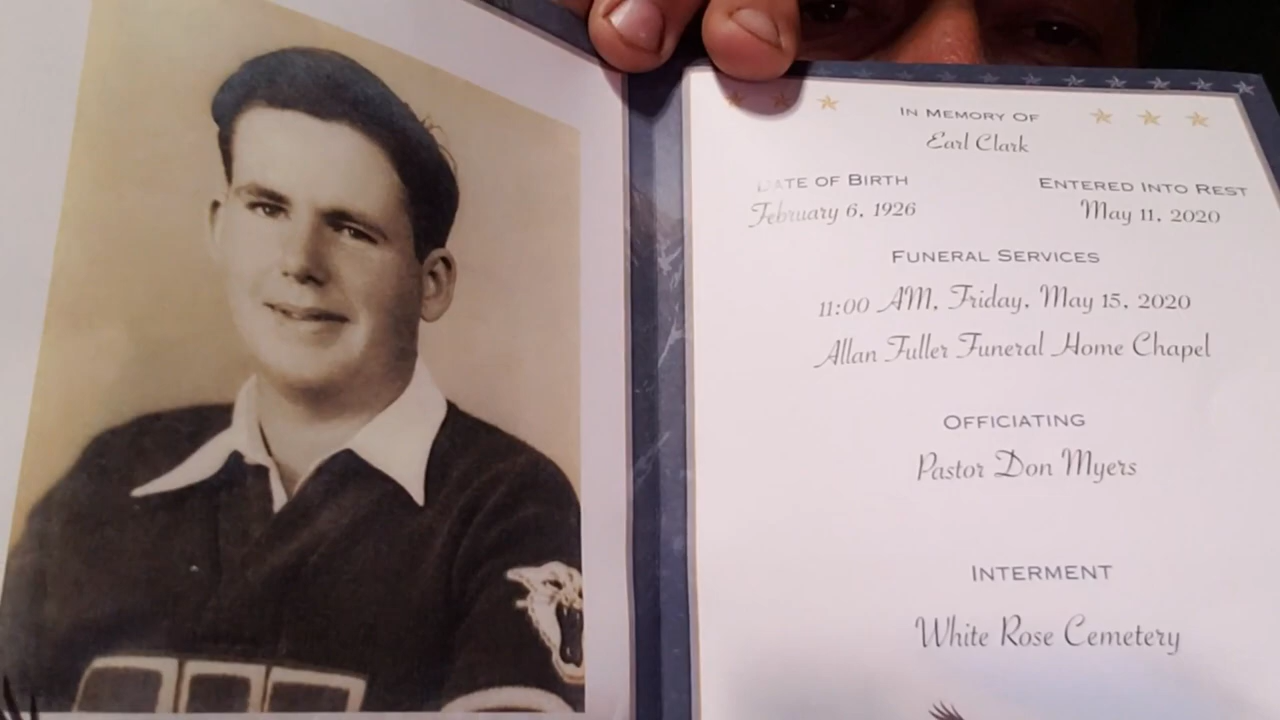 IN MEMORY OF
Earl Clark
DATE OF BIRTH
February 6, 1926
ENTERED INTO REST
May 11, 2020
FUNERAL SERVICES
11:00 AM, Friday, May 15, 2020
Allan Fuller Funeral Home Chapel
OFFICIATING
Pastor Don Myers
INTERMENT
White Rose Cemetery